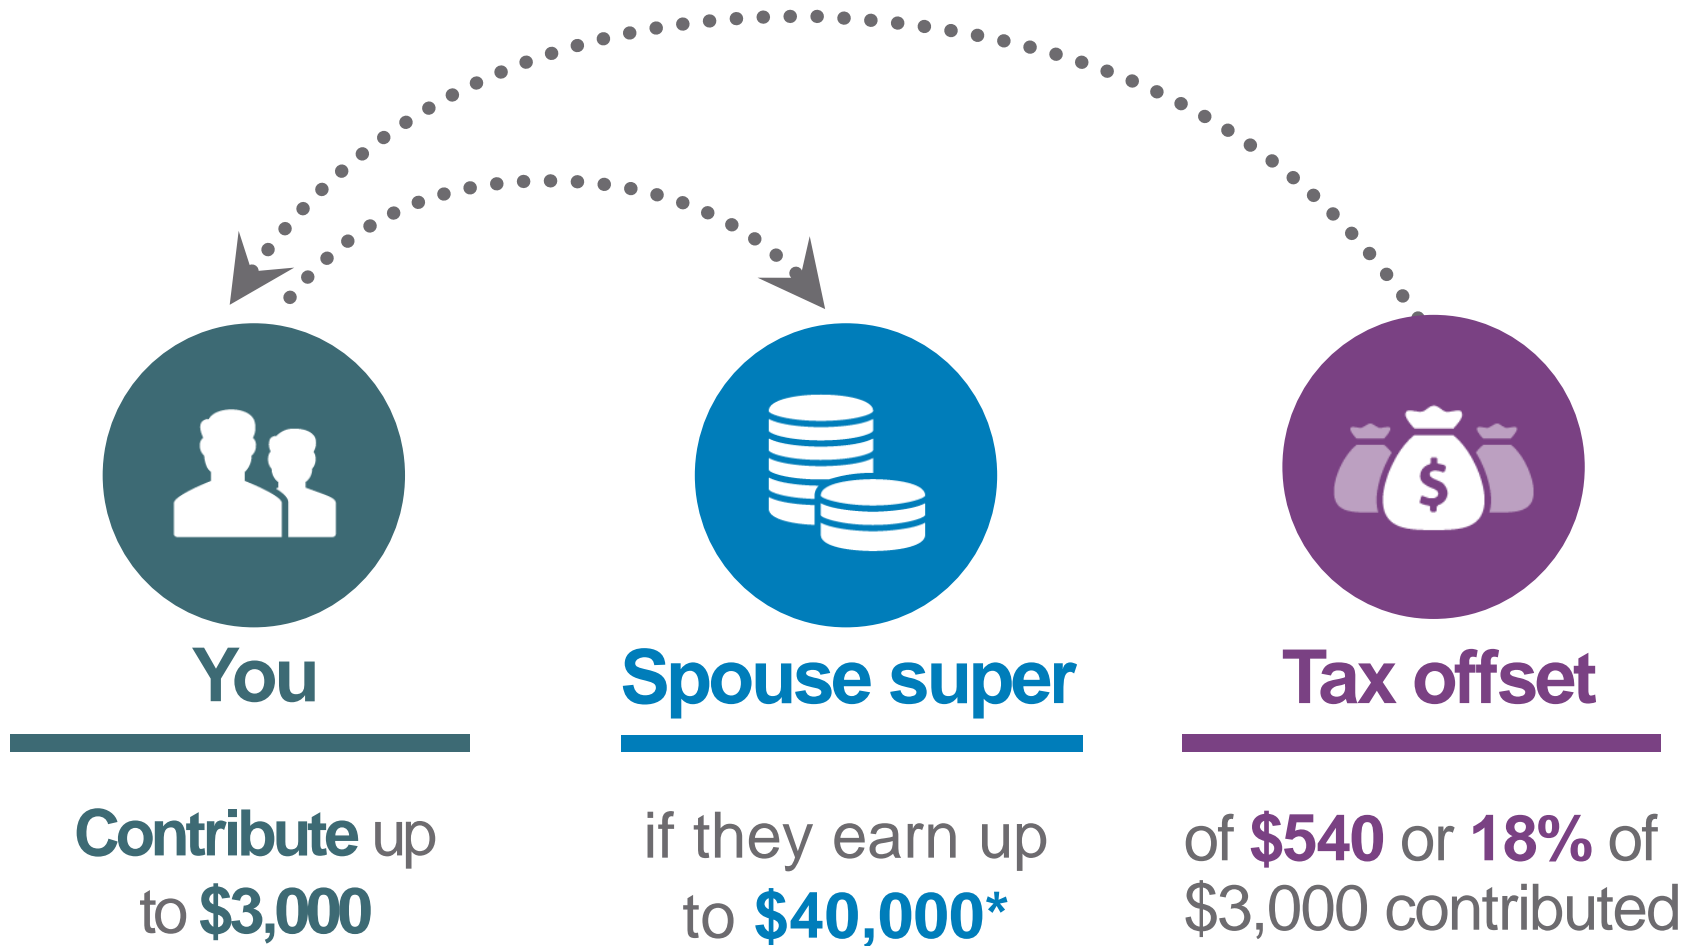 $
You
Contribute up
to $3,000
Spouse super
if they earn up
to $40,000*
Tax offset
of $540 or 18% of
$3,000 contributed